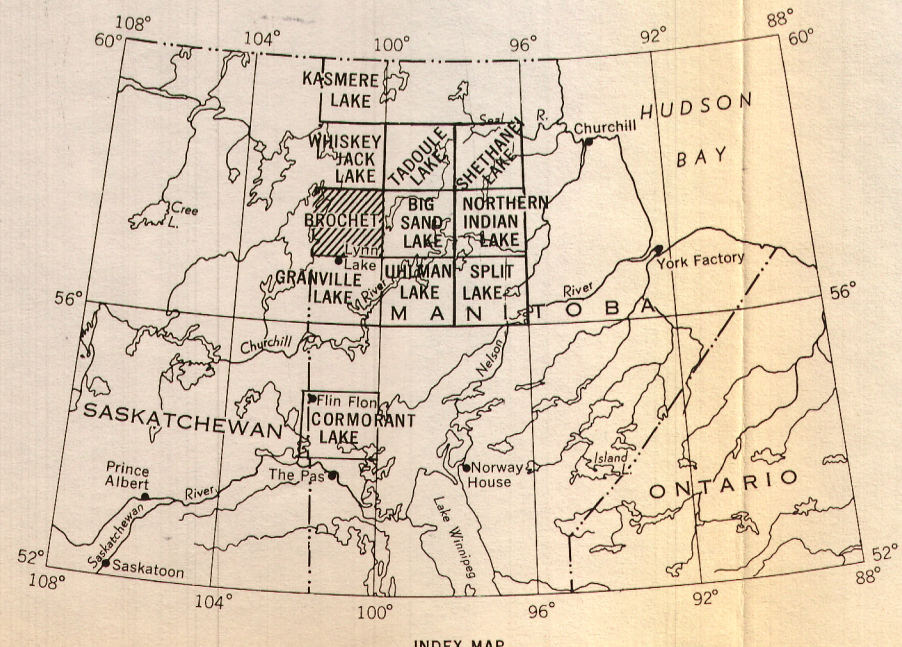 108°
104°
100°
96°
92°
88°
60°
60°
KASMERE
LAKE
HUDSON
BAY
Seal R.
Churchill
WHISKEY
JACK
LAKE
TADOULE
LAKE
SHETHANEI
LAKE
Cree
L.
BROCHET
BIG
SAND
LAKE
NORTHERN
INDIAN
LAKE
Lynn
Lake
York Factory
GRANVILLE
LAKE
River
UHLMAN
LAKE
SPLIT
LAKE
River
56°
56°
MANITOBA
Churchill
Nelson
Flin Flon
CORMORANT
LAKE
SASKATCHEWAN
Prince
Albert
River
The Pas
Norway
House
Island
L.
ONTARIO
Saskatchewan
Lake Winnipeg
Saskatoon
52°
52°
108°
104°
100°
96°
92°
88°
INDEX MAP